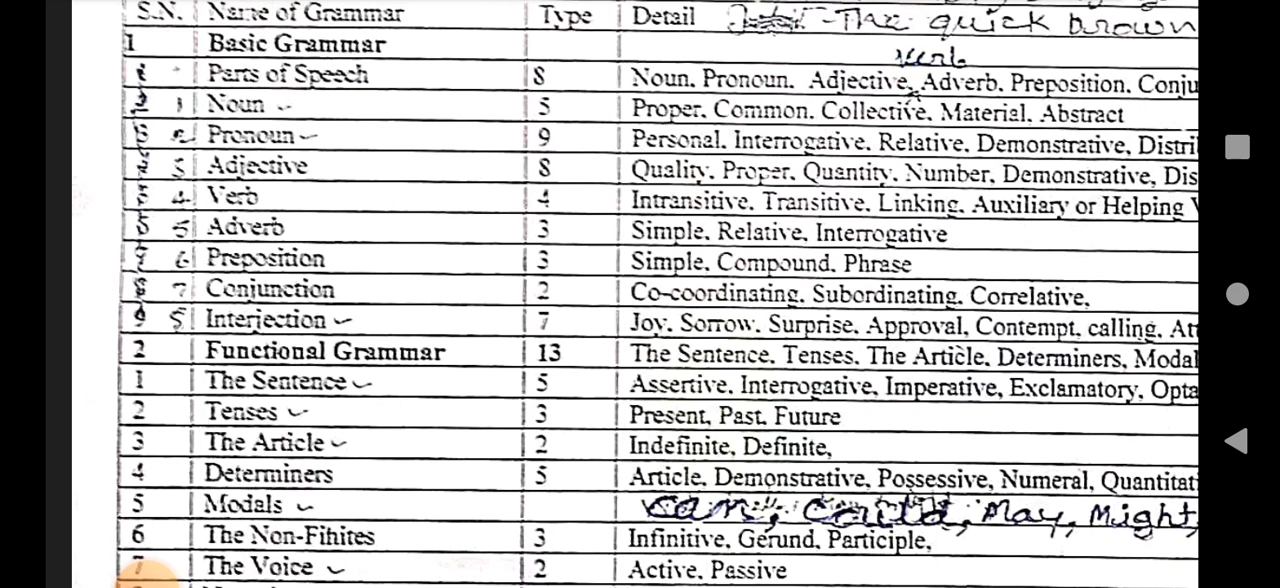 S.N. Name of Grammar Type Detail The quick brown
1 Basic Grammar
verb
Parts of Speech 8 Noun. Pronoun. Adjective, Adverb. Preposition. Conju
1 Noun 5 Proper. Common. Collective. Material. Abstract
3 2 Pronoun 9 Personal. Interrogative. Relative. Demonstrative. Distri
3 Adjective 8 Quality. Proper. Quantity. Number. Demonstrative, Dis
4 Verb 4 Intransitive. Transitive. Linking. Auxiliary or Helping V
5 Adverb 3 Simple. Relative, Interrogative
6 Preposition 3 Simple. Compound. Phrase
8 7 Conjunction 2 Co-coordinating. Subordinating. Correlative,
9 Interjection 7 Joy. Sorrow. Surprise. Approval, Contempt, calling. Att
2 Functional Grammar 13 The Sentence. Tenses. The Article. Determiners, Modal
1 The Sentence 5 Assertive. Interrogative, Imperative, Exclamatory, Opta
2 Tenses 3 Present, Past, Future
3 The Article 2 Indefinite, Definite,
4 Determiners 5 Article, Demonstrative, Possessive, Numeral, Quantitati
5 Modals can, could, May, Might,
6 The Non-Fihites 3 Infinitive, Gerund, Participle,
7 The Voice 2 Active, Passive